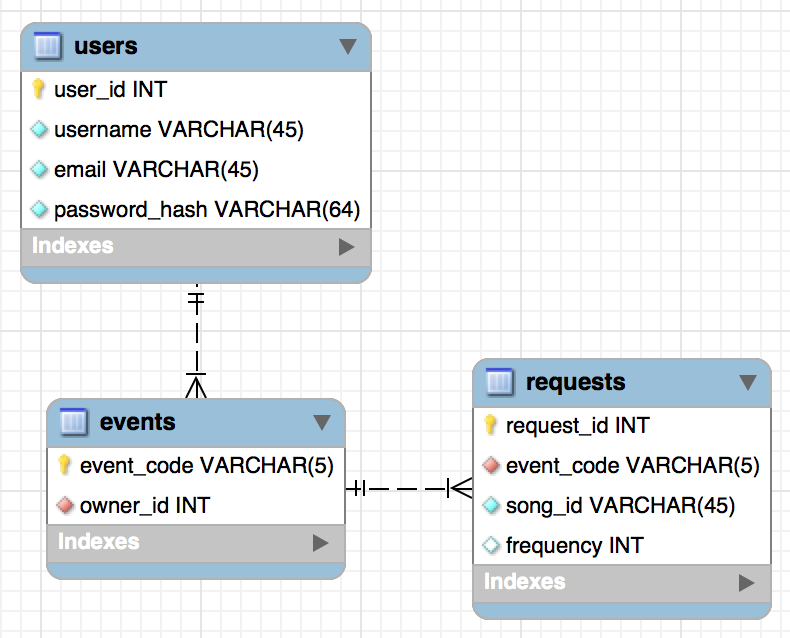 users
user_id INT
username VARCHAR(45)
email VARCHAR(45)
password_hash VARCHAR(64)
Indexes
events
event_code VARCHAR(5)
owner_id INT
Indexes
requests
request_id INT
event_code VARCHAR(5)
song_id VARCHAR(45)
frequency INT
Indexes